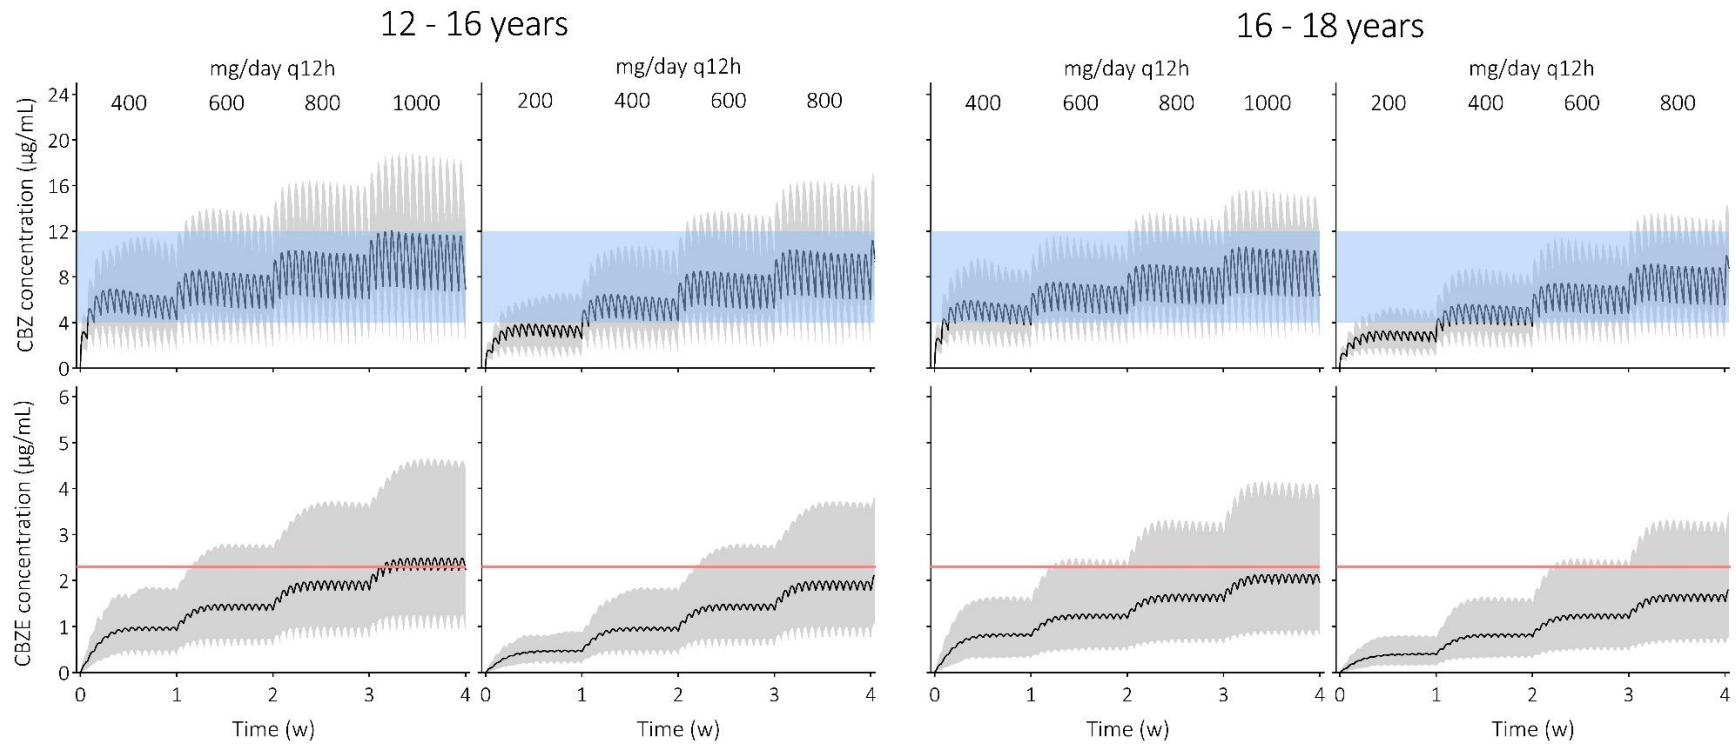 12 - 16 years
16 - 18 years
mg/day q12h
mg/day q12h
mg/day q12h
mg/day q12h
400 600 800 1000
200 400 600 800
400 600 800 1000
200 400 600 800
CBZ concentration (µg/mL)
24
20
16
12
8
4
0
CBZE concentration (µg/mL)
6
5
4
3
2
1
0
0 1 2 3 4
0 1 2 3 4
0 1 2 3 4
0 1 2 3 4
Time (w)
Time (w)
Time (w)
Time (w)